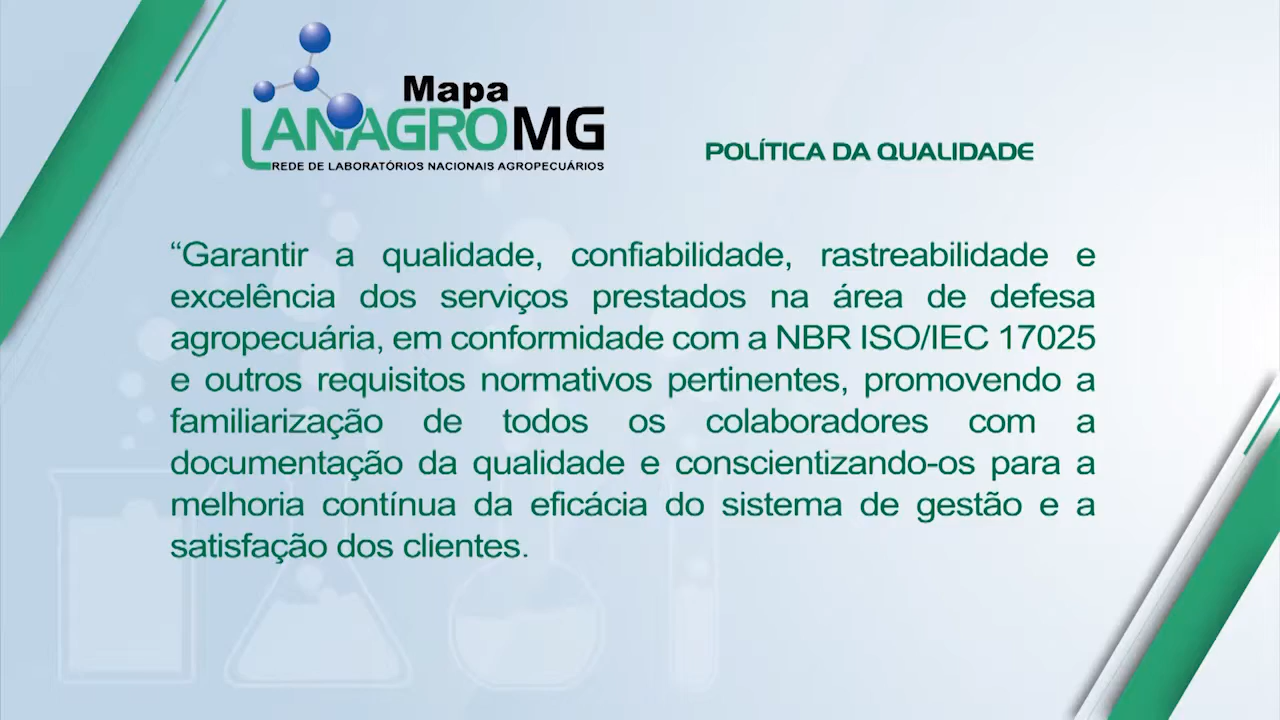 Mapa
LANAGROMG
REDE DE LABORATÓRIOS NACIONAIS AGROPECUÁRIOS
POLÍTICA DA QUALIDADE
“Garantir a qualidade, confiabilidade, rastreabilidade e
excelência dos serviços prestados na área de defesa
agropecuária, em conformidade com a NBR ISO/IEC 17025
e outros requisitos normativos pertinentes, promovendo a
familiarização de todos os colaboradores com a
documentação da qualidade e conscientizando-os para a
melhoria contínua da eficácia do sistema de gestão e a
satisfação dos clientes.